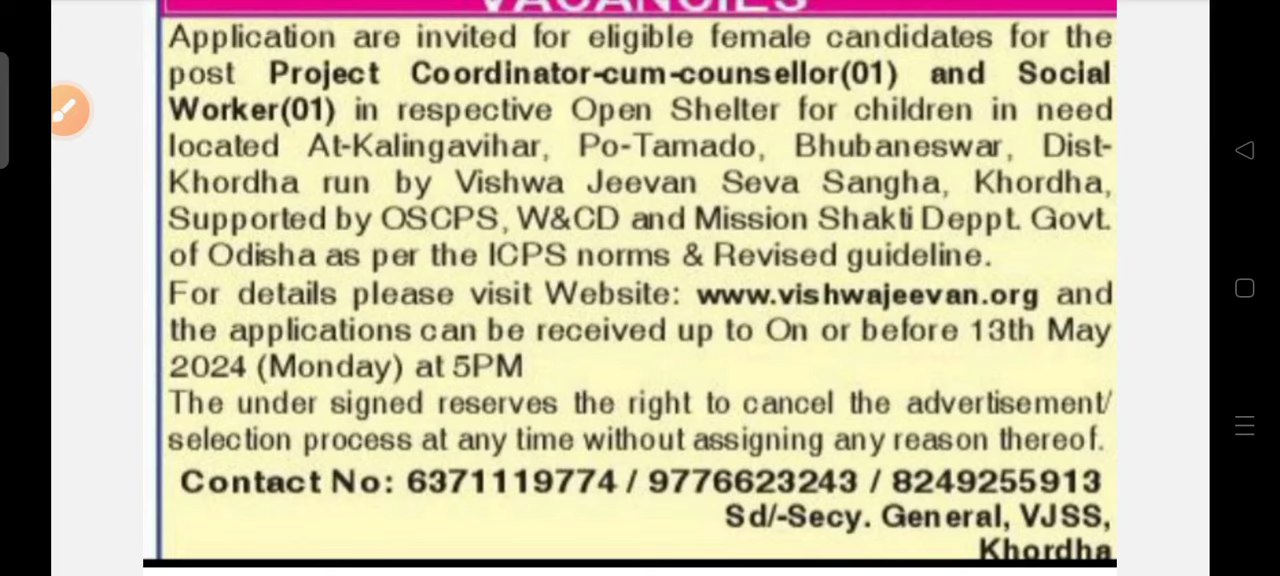 VACANCIES
Application are invited for eligible female candidates for the
post Project Coordinator-cum-counsellor(01) and Social
Worker(01) in respective Open Shelter for children in need
located At-Kalingavihar, Po-Tamado, Bhubaneswar, Dist-
Khordha run by Vishwa Jeevan Seva Sangha, Khordha,
Supported by OSCPS, W&CD and Mission Shakti Deppt. Govt.
of Odisha as per the ICPS norms & Revised guideline.
For details please visit Website: www.vishwajeevan.org and
the applications can be received up to On or before 13th May
2024 (Monday) at 5PM
The under signed reserves the right to cancel the advertisement/
selection process at any time without assigning any reason thereof.
Contact No: 6371119774 / 9776623243 / 8249255913
Sd/-Secy. General, VJSS,
Khordha